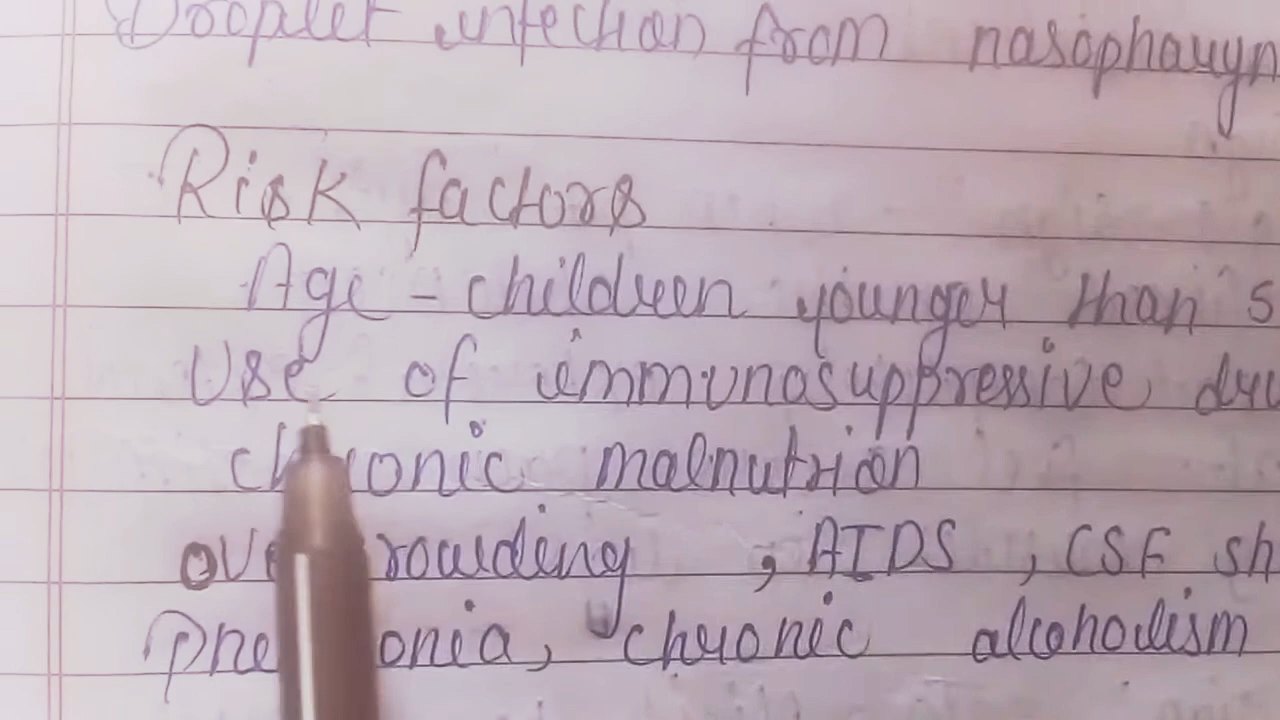 Droplet infection from nasophary
Risk factors
Age - children younger than 5
Use of immunosuppressive dru
chronic malnutrion
overcrowding , AIDS , CSF sh
Pneumonia, chronic alcoholism